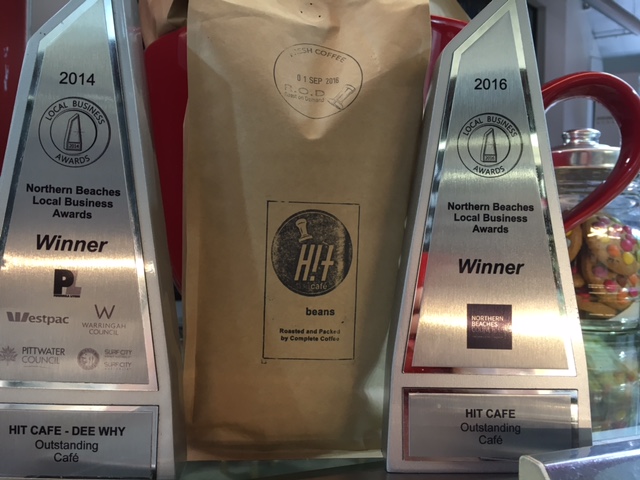 2014
LOCAL BUSINESS
AWARDS
Northern Beaches
Local Business
Awards
Winner
Westpac
WARRINGAH
COUNCIL
PITTWATER
COUNCIL
HIT CAFE - DEE WHY
Outstanding
Café
FRESH COFFEE
01 SEP 2016
R.O.D
H!t
café
beans
Roasted and Packed
by Complete Coffee
2016
LOCAL BUSINESS
AWARDS
Northern Beaches
Local Business
Awards
Winner
NORTHERN
BEACHES
HIT CAFE
Outstanding
Café